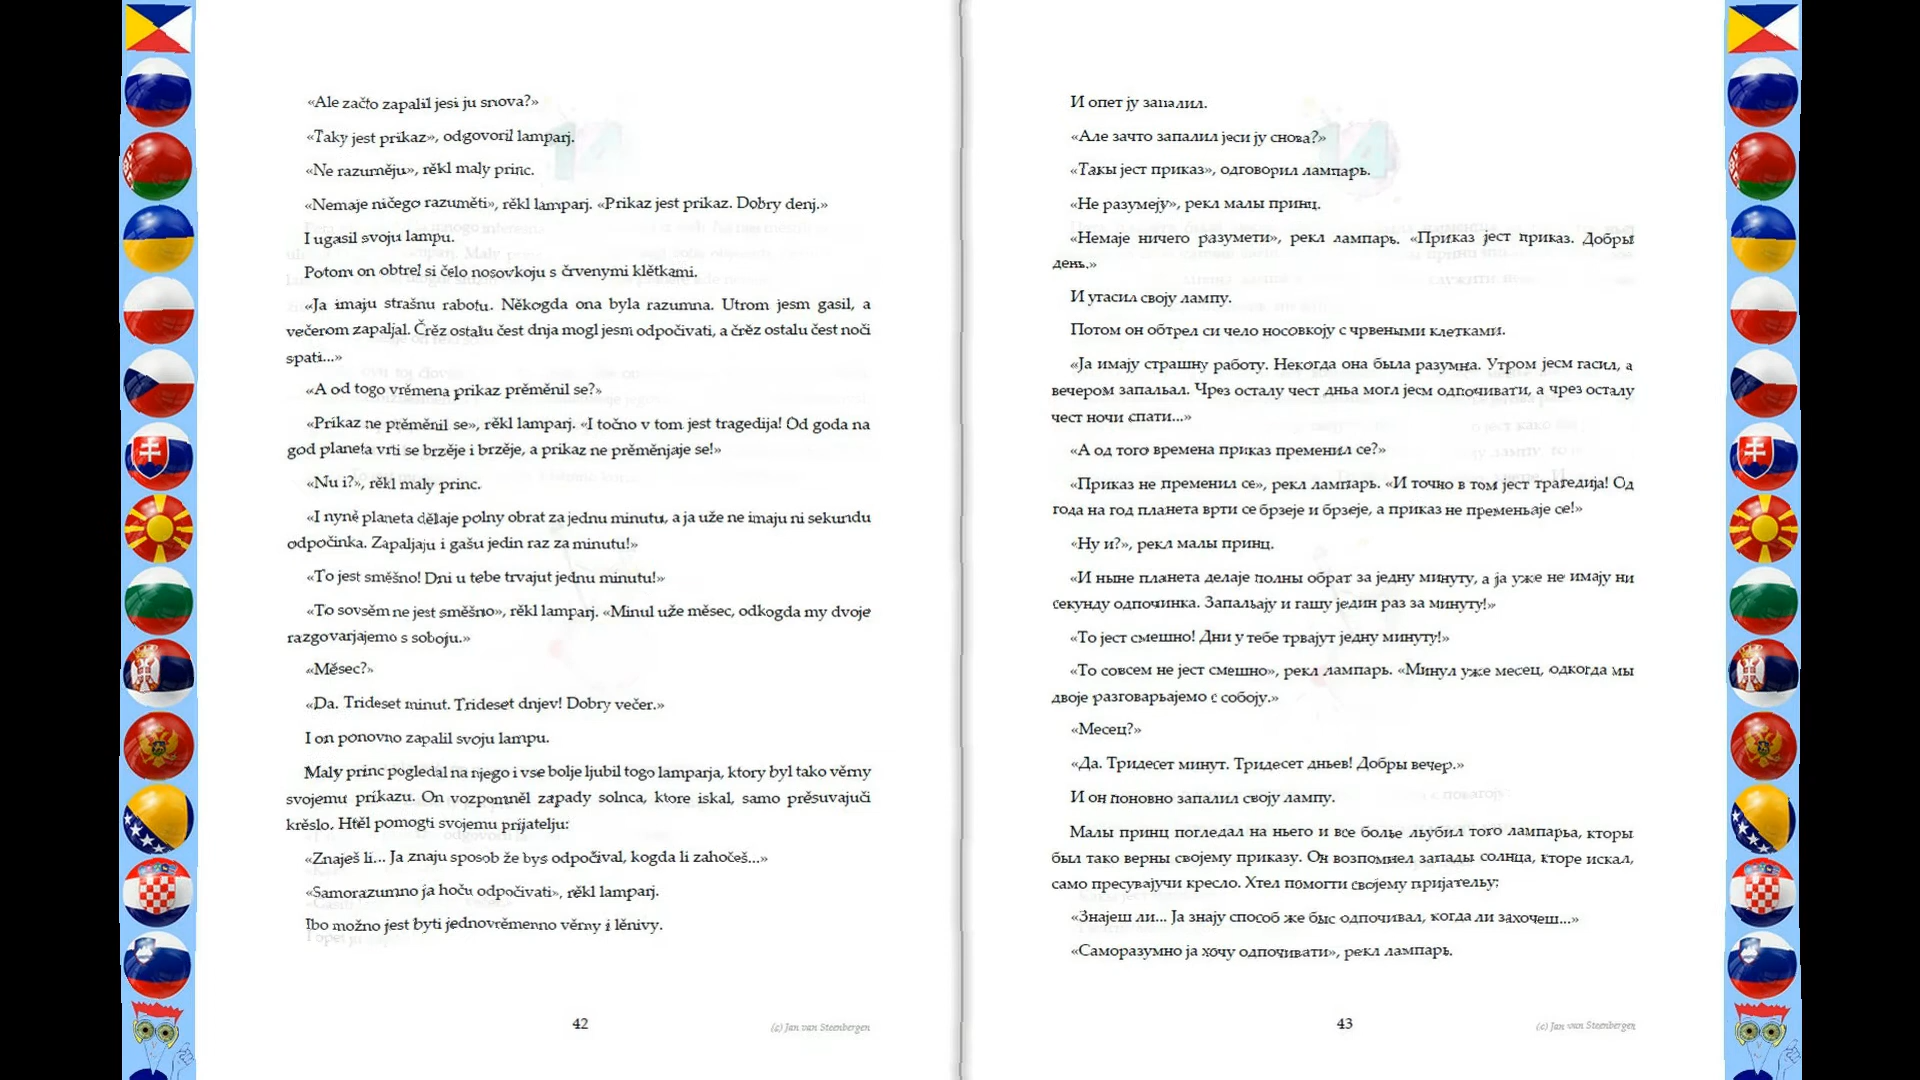 «Ale začto zapalil jesi ju snova?»
«Taky jest prikaz», odgovoril lamparj.
«Ne razuměju», rěkl maly princ.
«Nemaje ničego razuměti», rěkl lamparj. «Prikaz jest prikaz. Dobry denj.»
I ugasil svoju lampu.
Potom on obtrel si čelo nosovkoju s črvenymi klětkami.
«Ja imaju strašnu rabotu. Někogda ona byla razumna. Utrom jesm gasil, a
večerom zapaljal. Črěz ostalu čest dnja mogl jesm odpočivati, a črěz ostalu čest noči
spati...»
«A od togo vrěmena prikaz prěměnil se?»
«Prikaz ne prěměnil se», rěkl lamparj. «I točno v tom jest tragedija! Od goda na
god planeta vrti se brzěje i brzěje, a prikaz ne prěměnjaje se!»
«Nu i?», rěkl maly princ.
«I nyně planeta dělaje polny obrat za jednu minutu, a ja uže ne imaju ni sekundu
odpočinka. Zapaljaju i gašu jedin raz za minutu!»
«To jest směšno! Dni u tebe trvajut jednu minutu!»
«To sovsěm ne jest směšno», rěkl lamparj. «Minul uže měsec, odkogda my dvoje
razgovarjajemo s soboju.»
«Měsec?»
«Da. Trideset minut. Trideset dnjev! Dobry večer.»
I on ponovno zapalil svoju lampu.
Maly princ pogledal na njego i vse bolje ljubil togo lamparja, ktory byl tako věrny
svojemu prikazu. On vozpomněl zapady solnca, ktore iskal, samo prěsuvajuči
krěslo. Htěl pomogti svojemu prijatelju:
«Znaješ li... Ja znaju sposob že bys odpočival, kogda li zahočeš...»
«Samorazumno ja hoču odpočivati», rěkl lamparj.
Ibo možno jest byti jednovrěmenno věrny i lěnivy.
42
(c) Jan van Steenbergen
И опет ју запалил.
«Але зачто запалил јеси ју снова?»
«Такы јест приказ», одговорил лампарь.
«Не разумеју», рекл малы принц.
«Немаје ничего разумети», рекл лампарь. «Приказ јест приказ. Добры
день.»
И угасил своју лампу.
Потом он обтрел си чело носовкоју с чрвеными клетками.
«Ја имају страшну работу. Некогда она была разумна. Утром јесм гасил, а
вечером запаљал. Чрез осталу чест дња могл јесм одпочивати, а чрез осталу
чест ночи спати...»
«А од того времена приказ пременил се?»
«Приказ не пременил се», рекл лампарь. «И точно в том јест трагедија! Од
года на год планета врти се брзеје и брзеје, а приказ не премењаје се!»
«Ну и?», рекл малы принц.
«И ныне планета делаје полны обрат за једну минуту, а ја уже не имају ни
секунду одпочинка. Запаљају и гашу једин раз за минуту!»
«То јест смешно! Дни у тебе трвајут једну минуту!»
«То совсем не јест смешно», рекл лампарь. «Минул уже месец, одкогда мы
двоје разговарьајемо с собоју.»
«Месец?»
«Да. Тридесет минут. Тридесет дньев! Добры вечер.»
И он поновно запалил своју лампу.
Малы принц погледал на ньего и все болье льубил того лампарьа, кторы
был тако верны својему приказу. Он возпомнел запады солнца, кторе искал,
само пресувајучи кресло. Хтел помогти својему пријательу:
«Знајеш ли... Ја знају способ же быс одпочивал, когда ли захочеш...»
«Саморазумно ја хочу одпочивати», рекл лампарь.
43
(c) Jan van Steenbergen